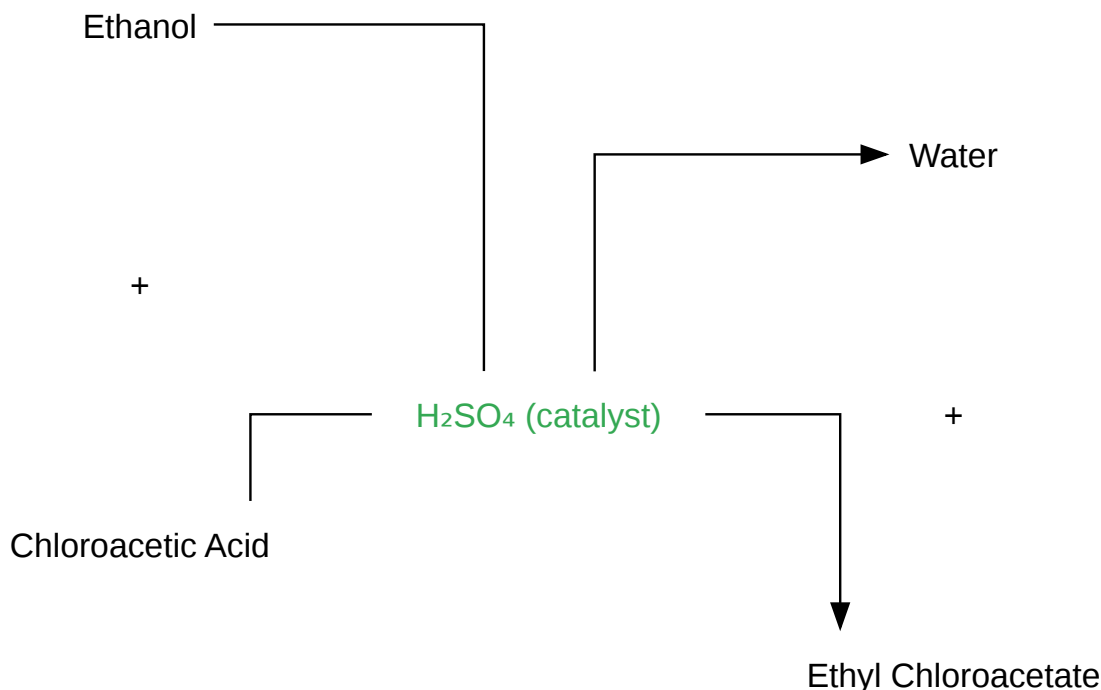 Ethanol
Water
+
H₂SO₄ (catalyst)
+
Chloroacetic Acid
Ethyl Chloroacetate